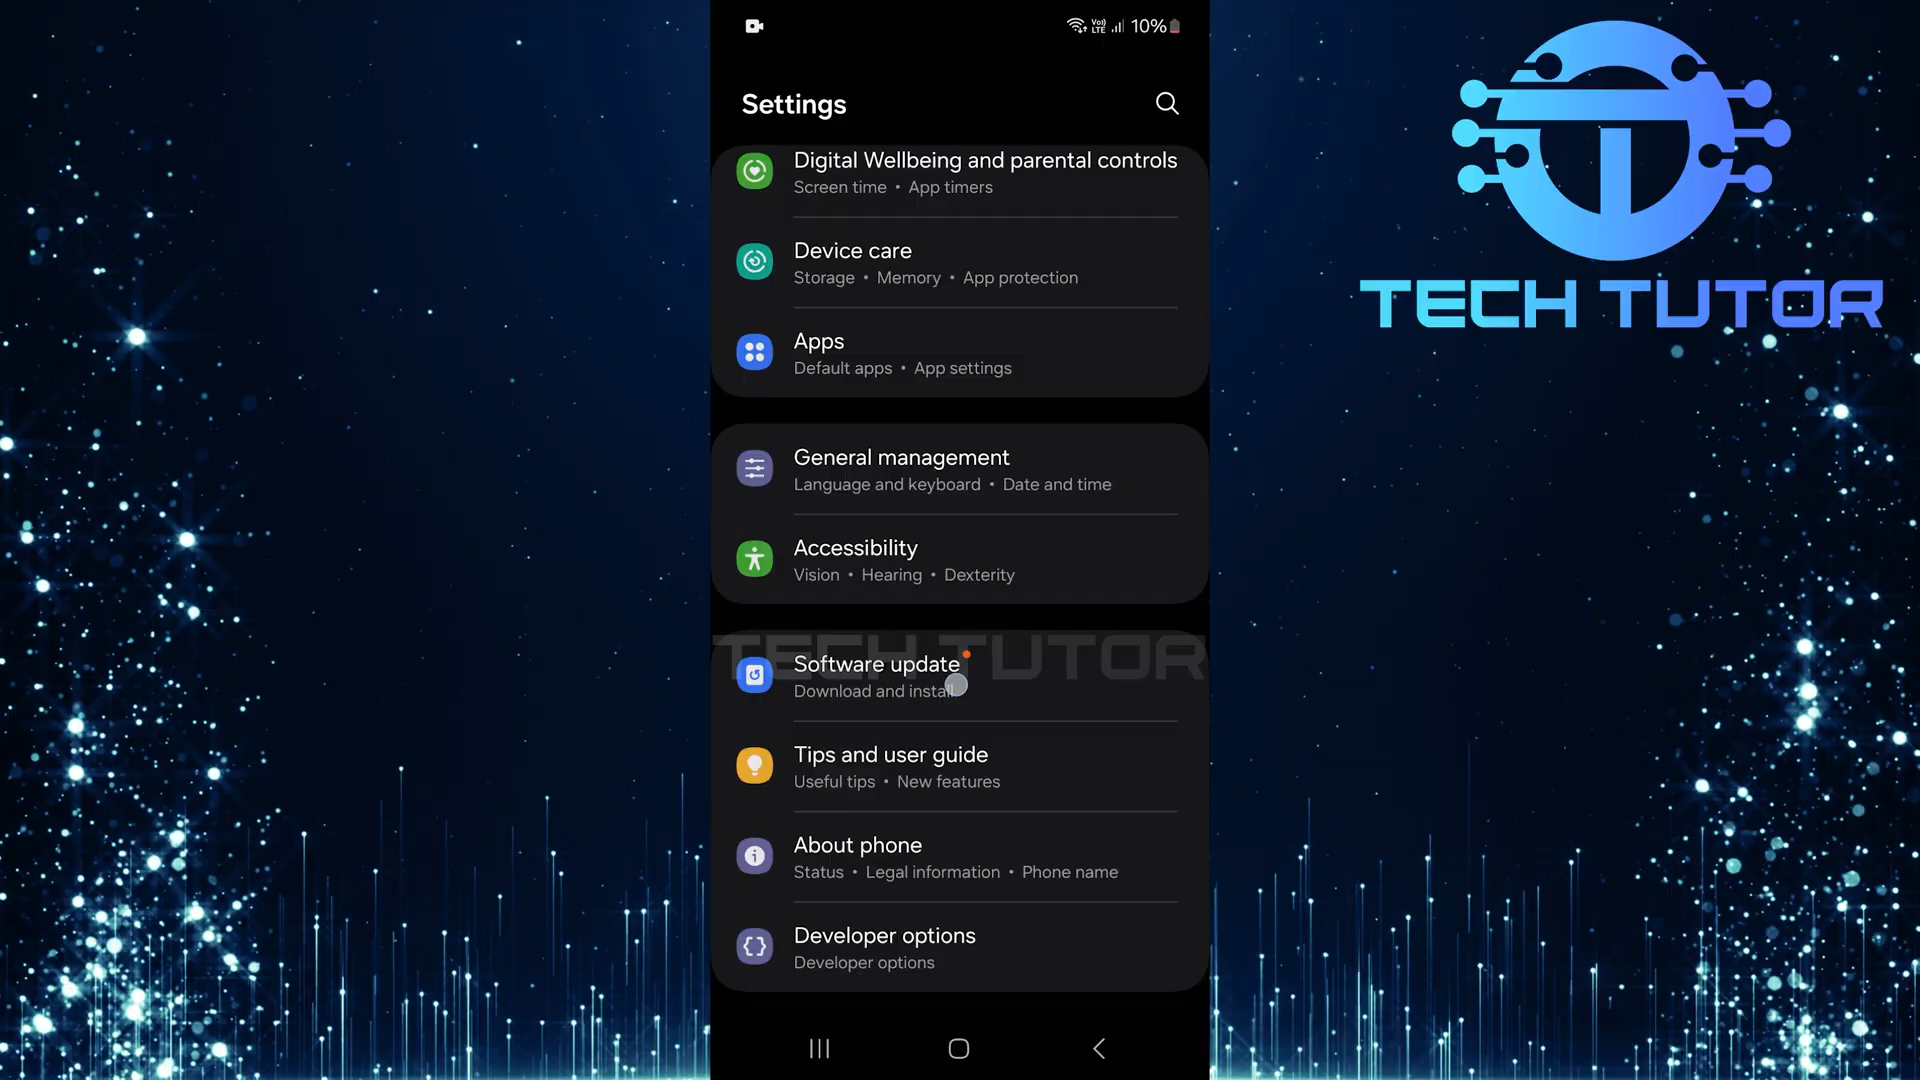 Vo))
LTE
10%
Settings
Digital Wellbeing and parental controls
Screen time • App timers
Device care
Storage • Memory • App protection
Apps
Default apps • App settings
General management
Language and keyboard • Date and time
Accessibility
Vision • Hearing • Dexterity
TECH TUTOR
Software update
Download and install
Tips and user guide
Useful tips • New features
About phone
Status • Legal information • Phone name
Developer options
Developer options
TECH TUTOR